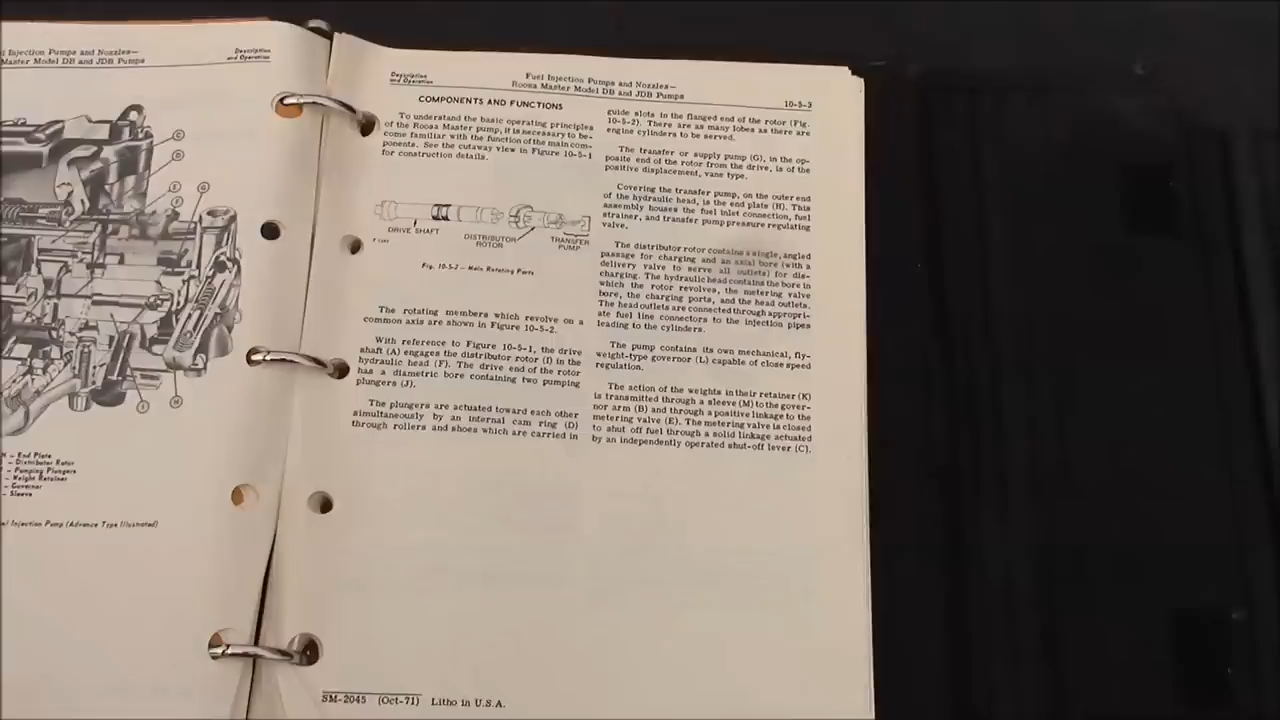 l Injection Pumps and Nozzles—
Master Model DB and JDB Pumps
Description
and Operation
C
D
E
F
G
I
H
H — End Plate
— Distributor Rotor
— Pumping Plungers
— Weight Retainer
— Governor
— Sleeve
el Injection Pump (Advance Type Illustrated)
Description
and Operation
Fuel Injection Pumps and Nozzles—
Roosa Master Model DB and JDB Pumps
10-5-3
COMPONENTS AND FUNCTIONS
To understand the basic operating principles
of the Roosa Master pump, it is necessary to be-
come familiar with the function of the main com-
ponents. See the cutaway view in Figure 10-5-1
for construction details.
DRIVE SHAFT
DISTRIBUTOR
ROTOR
TRANSFER
PUMP
Fig. 10-5-2 — Main Rotating Parts
The rotating members which revolve on a
common axis are shown in Figure 10-5-2.
With reference to Figure 10-5-1, the drive
shaft (A) engages the distributor rotor (I) in the
hydraulic head (F). The drive end of the rotor
has a diametric bore containing two pumping
plungers (J).
The plungers are actuated toward each other
simultaneously by an internal cam ring (D)
through rollers and shoes which are carried in
guide slots in the flanged end of the rotor (Fig.
10-5-2). There are as many lobes as there are
engine cylinders to be served.
The transfer or supply pump (G), in the op-
posite end of the rotor from the drive, is of the
positive displacement, vane type.
Covering the transfer pump, on the outer end
of the hydraulic head, is the end plate (H). This
assembly houses the fuel inlet connection, fuel
strainer, and transfer pump pressure regulating
valve.
The distributor rotor contains a single, angled
passage for charging and an axial bore (with a
delivery valve to serve all outlets) for dis-
charging. The hydraulic head contains the bore in
which the rotor revolves, the metering valve
bore, the charging ports, and the head outlets.
The head outlets are connected through appropri-
ate fuel line connectors to the injection pipes
leading to the cylinders.
The pump contains its own mechanical, fly-
weight-type governor (L) capable of close speed
regulation.
The action of the weights in their retainer (K)
is transmitted through a sleeve (M) to the gover-
nor arm (B) and through a positive linkage to the
metering valve (E). The metering valve is closed
to shut off fuel through a solid linkage actuated
by an independently operated shut-off lever (C).
SM-2045 (Oct-71) Litho in U.S.A.